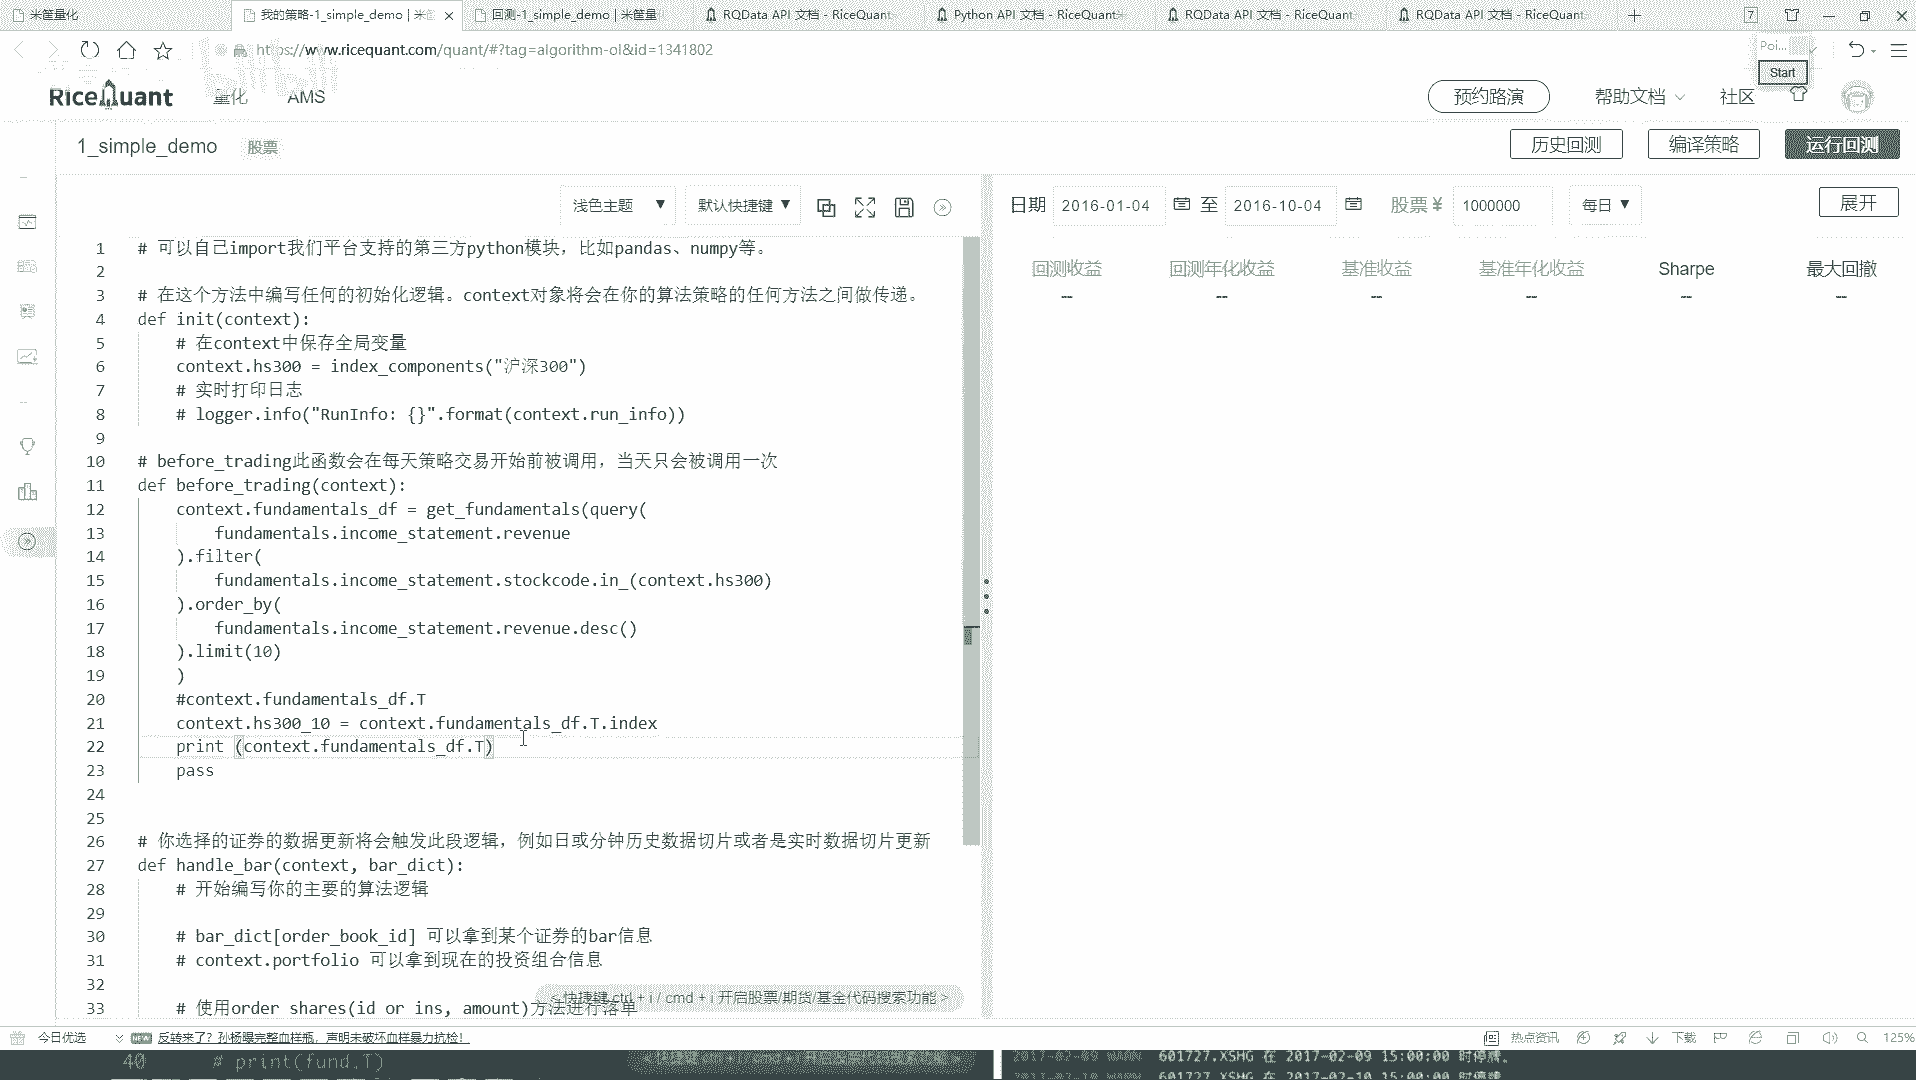 米筐量化
我的策略-1_simple_demo | 米筐
回测-1_simple_demo | 米筐量
RQData API 文档 - RiceQuant
Python API 文档 - RiceQuant
RQData API 文档 - RiceQuant
RQData API 文档 - RiceQuant
7
https://www.ricequant.com/quant/#?tag=algorithm-ol&id=1341802
Poi...
Start
RiceQuant
量化
AMS
预约路演
帮助文档
社区
1_simple_demo
股票
历史回测
编译策略
运行回测
浅色主题 ▼
默认快捷键 ▼
日期 2016-01-04 至 2016-10-04
股票 ¥ 1000000
每日 ▼
展开
回测收益 回测年化收益 基准收益 基准年化收益 Sharpe 最大回撤
-- -- -- -- -- --
1 # 可以自己import我们平台支持的第三方python模块，比如pandas、numpy等。
2
3 # 在这个方法中编写任何的初始化逻辑。context对象将会在你的算法策略的任何方法之间做传递。
4 def init(context):
5 # 在context中保存全局变量
6 context.hs300 = index_components("沪深300")
7 # 实时打印日志
8 # logger.info("RunInfo: {}".format(context.run_info))
9
10 # before_trading此函数会在每天策略交易开始前被调用，当天只会被调用一次
11 def before_trading(context):
12 context.fundamentals_df = get_fundamentals(query(
13 fundamentals.income_statement.revenue
14 ).filter(
15 fundamentals.income_statement.stockcode.in_(context.hs300)
16 ).order_by(
17 fundamentals.income_statement.revenue.desc()
18 ).limit(10)
19 )
20 #context.fundamentals_df.T
21 context.hs300_10 = context.fundamentals_df.T.index
22 print (context.fundamentals_df.T)
23 pass
24
25
26 # 你选择的证券的数据更新将会触发此段逻辑，例如日或分钟历史数据切片或者是实时数据切片更新
27 def handle_bar(context, bar_dict):
28 # 开始编写你的主要的算法逻辑
29
30 # bar_dict[order_book_id] 可以拿到某个证券的bar信息
31 # context.portfolio 可以拿到现在的投资组合信息
32
33 # 使用order_shares(id_or_ins, amount)方法进行落单
< 快捷键 ctrl + i / cmd + i 开启股票/期货/基金代码搜索功能 >
今日优选
NEW
反转来了？孙杨曝完整血样瓶，声明未破坏血样暴力抗检！
热点资讯
下载
125%
40 # print(fund.T)
2017-02-09 WARN 601727.XSHG 在 2017-02-09 15:00:00 时停牌。
2017-02-10 WARN 601727.XSHG 在 2017-02-10 15:00:00 时停牌。